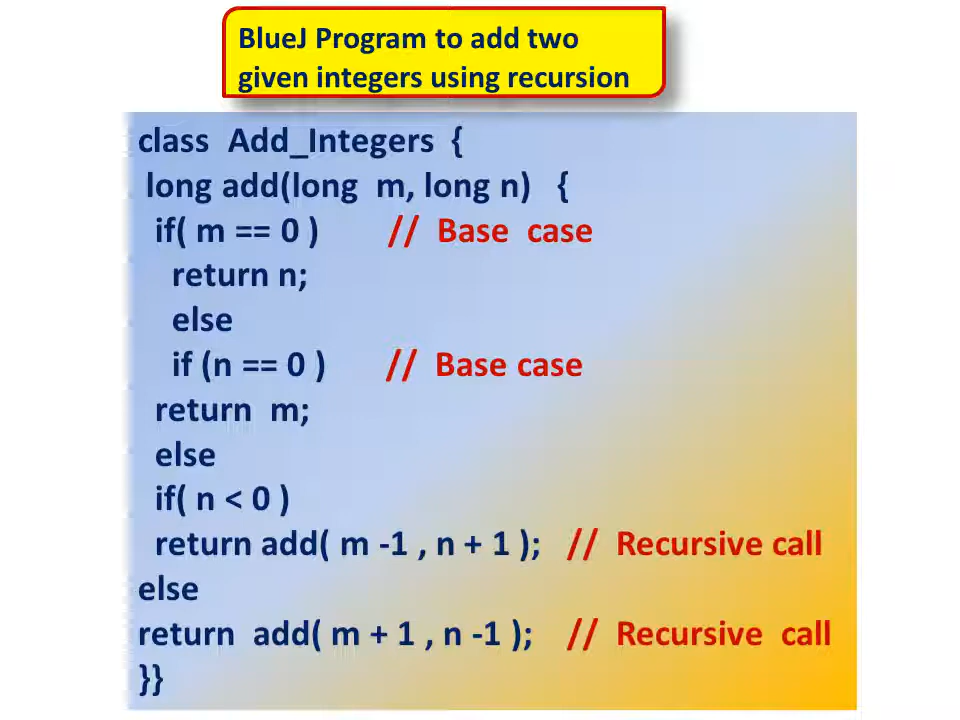 BlueJ Program to add two
given integers using recursion
class Add_Integers {
long add(long m, long n) {
if( m == 0 ) // Base case
return n;
else
if (n == 0 ) // Base case
return m;
else
if( n < 0 )
return add( m -1 , n + 1 ); // Recursive call
else
return add( m + 1 , n -1 ); // Recursive call
}}